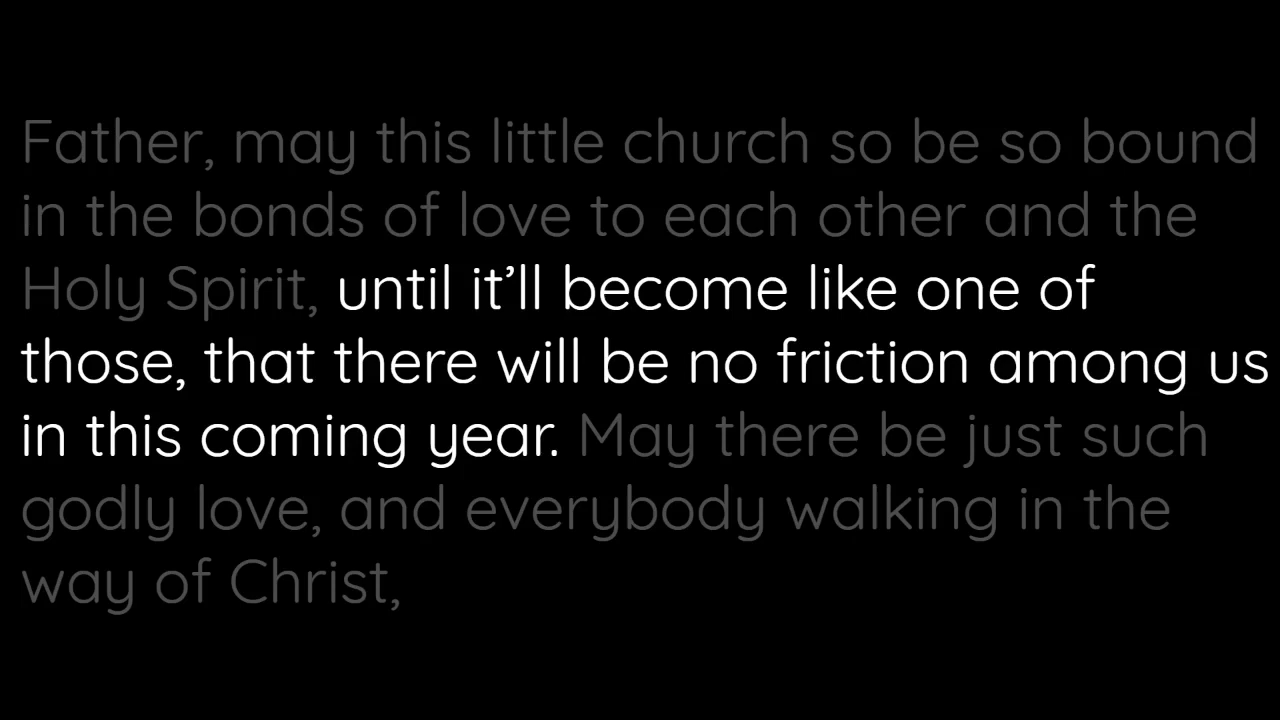 Father, may this little church so be so bound
in the bonds of love to each other and the
Holy Spirit, until it’ll become like one of
those, that there will be no friction among us
in this coming year. May there be just such
godly love, and everybody walking in the
way of Christ,